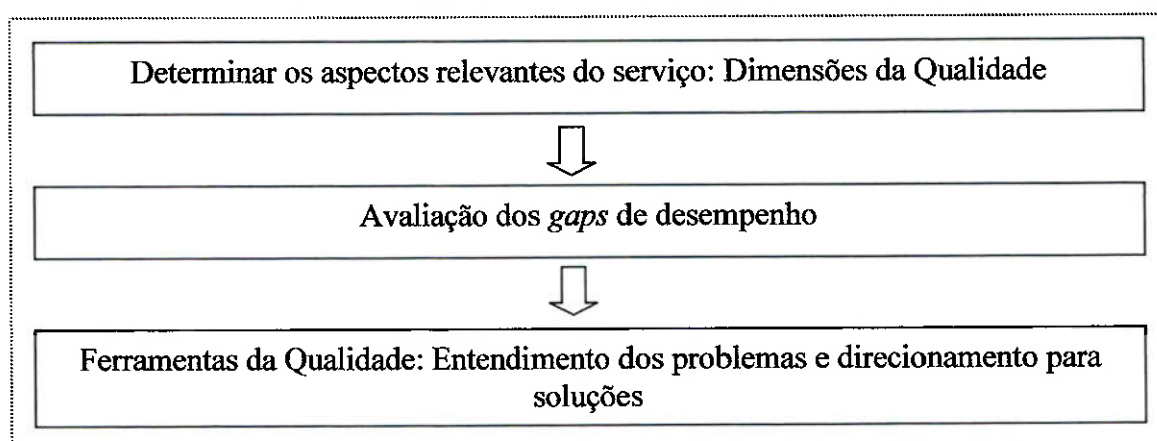 Determinar os aspectos relevantes do serviço: Dimensões da Qualidade
Avaliação dos gaps de desempenho
Ferramentas da Qualidade: Entendimento dos problemas e direcionamento para
soluções